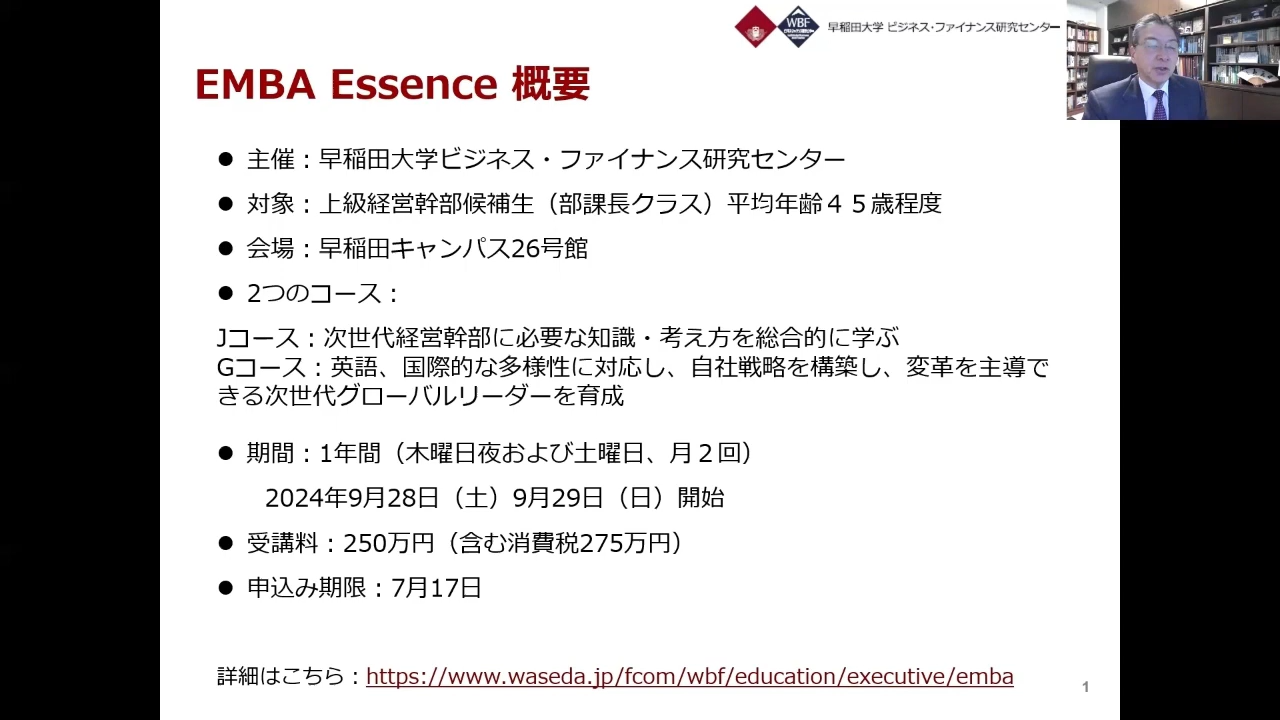 WBF
早稲田大学 ビジネス・ファイナンス研究センター
EMBA Essence 概要
● 主催：早稲田大学ビジネス・ファイナンス研究センター
● 対象：上級経営幹部候補生（部課長クラス）平均年齢４５歳程度
● 会場：早稲田キャンパス26号館
● 2つのコース：
Jコース：次世代経営幹部に必要な知識・考え方を総合的に学ぶ
Gコース：英語、国際的な多様性に対応し、自社戦略を構築し、変革を主導で
きる次世代グローバルリーダーを育成
● 期間：1年間（木曜日夜および土曜日、月２回）
2024年9月28日（土）9月29日（日）開始
● 受講料：250万円（含む消費税275万円）
● 申込み期限：7月17日
詳細はこちら：https://www.waseda.jp/fcom/wbf/education/executive/emba
1